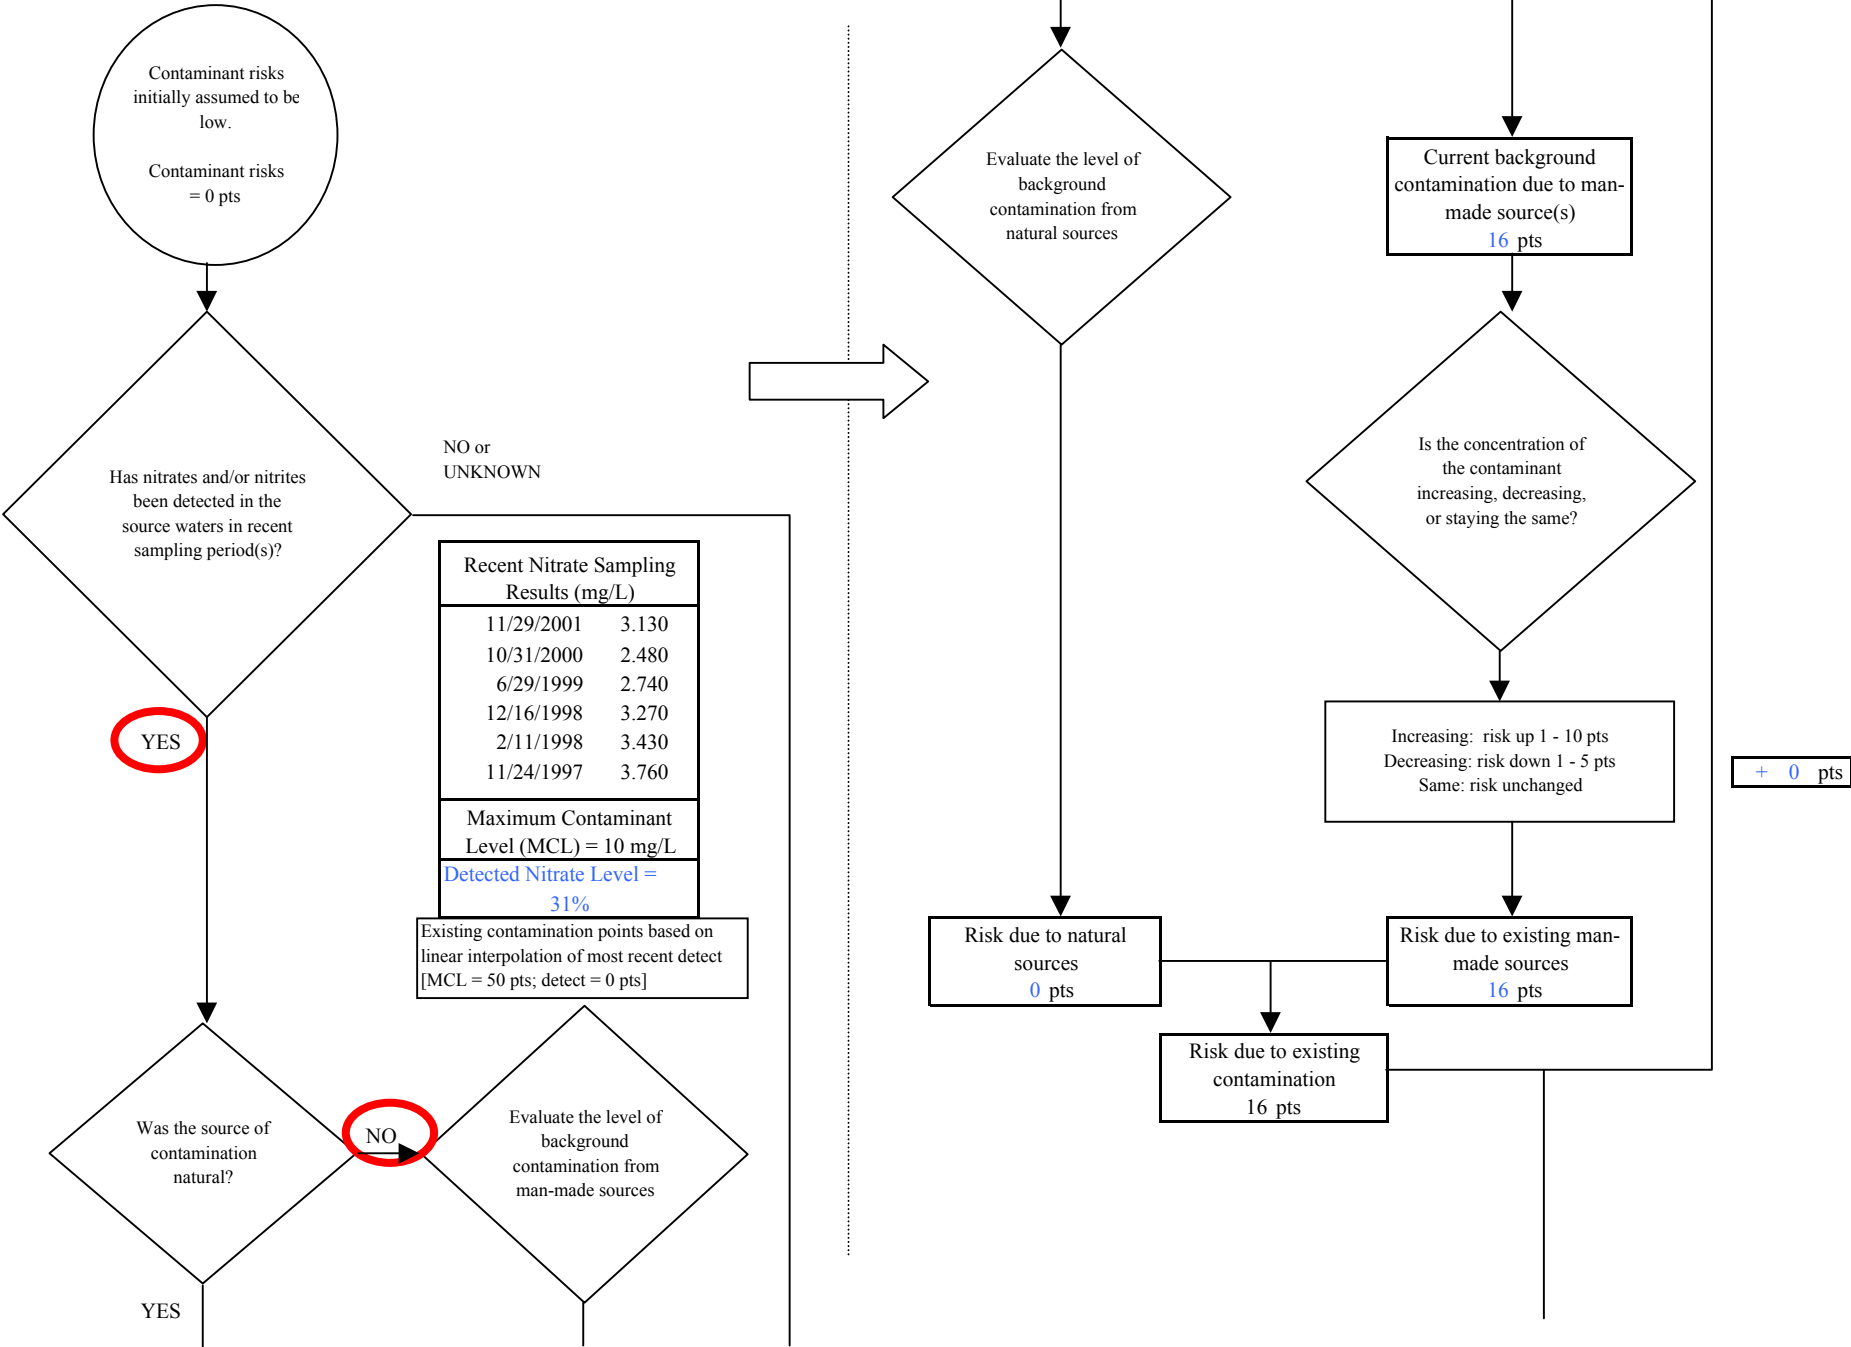 Contaminant risks
initially assumed to be
low.
Contaminant risks
= 0 pts
Has nitrates and/or nitrites
been detected in the
source waters in recent
sampling period(s)?
NO or
UNKNOWN
YES
Recent Nitrate Sampling
Results (mg/L)
11/29/2001 3.130
10/31/2000 2.480
6/29/1999 2.740
12/16/1998 3.270
2/11/1998 3.430
11/24/1997 3.760
Maximum Contaminant
Level (MCL) = 10 mg/L
Detected Nitrate Level =
31%
Existing contamination points based on
linear interpolation of most recent detect
[MCL = 50 pts; detect = 0 pts]
Was the source of
contamination
natural?
NO
YES
Evaluate the level of
background
contamination from
man-made sources
Evaluate the level of
background
contamination from
natural sources
Current background
contamination due to man-
made source(s)
16 pts
Is the concentration of
the contaminant
increasing, decreasing,
or staying the same?
Increasing: risk up 1 - 10 pts
Decreasing: risk down 1 - 5 pts
Same: risk unchanged
+ 0 pts
Risk due to natural
sources
0 pts
Risk due to existing man-
made sources
16 pts
Risk due to existing
contamination
16 pts